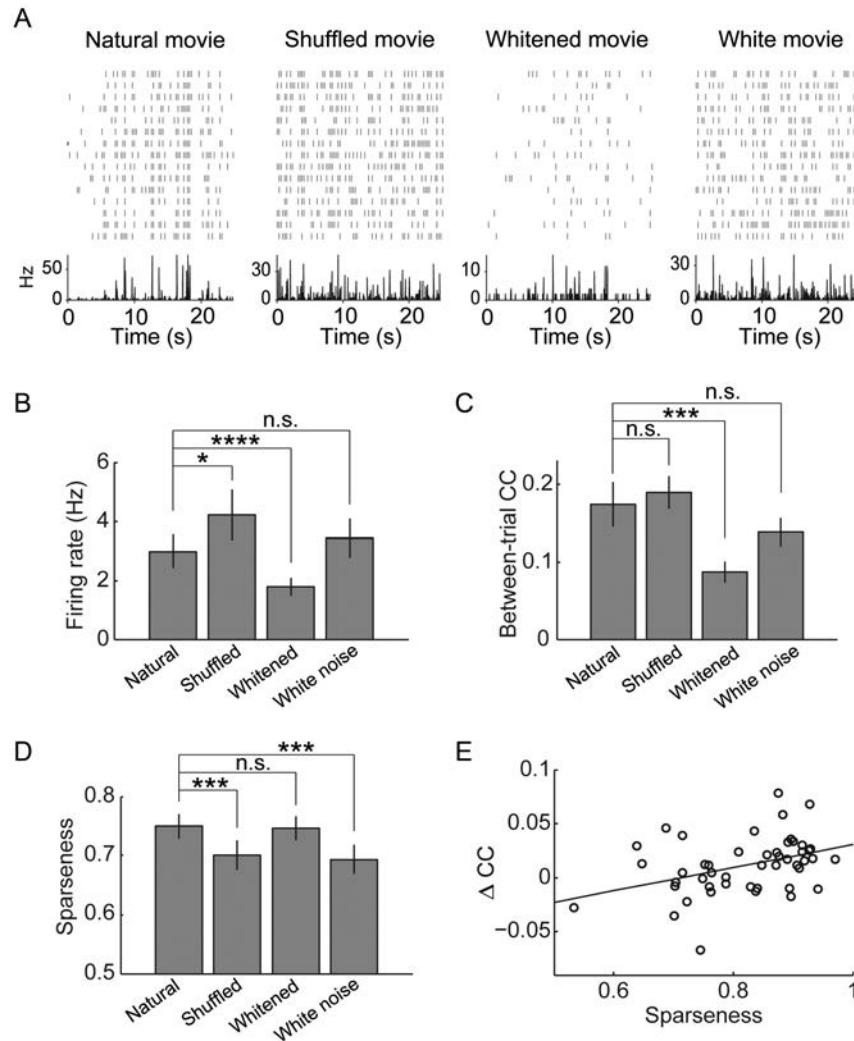 A
Natural movie Shuffled movie Whitened movie White movie
Hz
50
0
30
0
10
0
30
0
0 10 20 0 10 20 0 10 20 0 10 20
Time (s) Time (s) Time (s) Time (s)
B
n.s.
****
*
Firing rate (Hz)
6
4
2
0
Natural Shuffled Whitened White noise
C
n.s.
***
n.s.
Between-trial CC
0.2
0.1
0
Natural Shuffled Whitened White noise
D
***
n.s.
***
Sparseness
0.8
0.7
0.6
0.5
Natural Shuffled Whitened White noise
E
Δ CC
0.1
0.05
0
−0.05
0.6 0.8 1
Sparseness